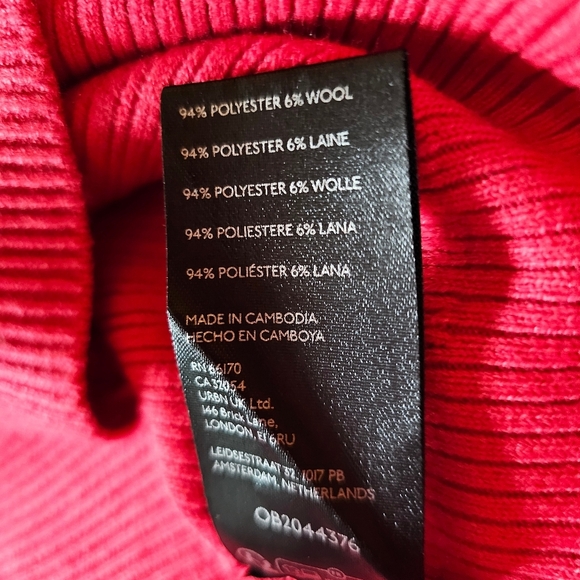 94% POLYESTER 6% WOOL
94% POLYESTER 6% LAINE
94% POLYESTER 6% WOLLE
94% POLIESTERE 6% LANA
94% POLIÉSTER 6% LANA
MADE IN CAMBODIA
HECHO EN CAMBOYA
RN 66170
CA 32054
URBN UK Ltd.
146 Brick Lane,
LONDON, E1 6RU
LEIDSESTRAAT 32, 1017 PB
AMSTERDAM, NETHERLANDS
OB2044376